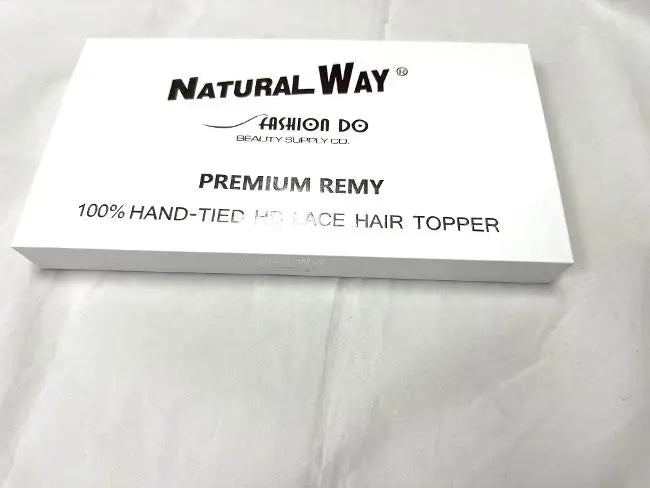 NATURAL WAY ®
FASHION DO
BEAUTY SUPPLY CO.
PREMIUM REMY
100% HAND-TIED HD LACE HAIR TOPPER